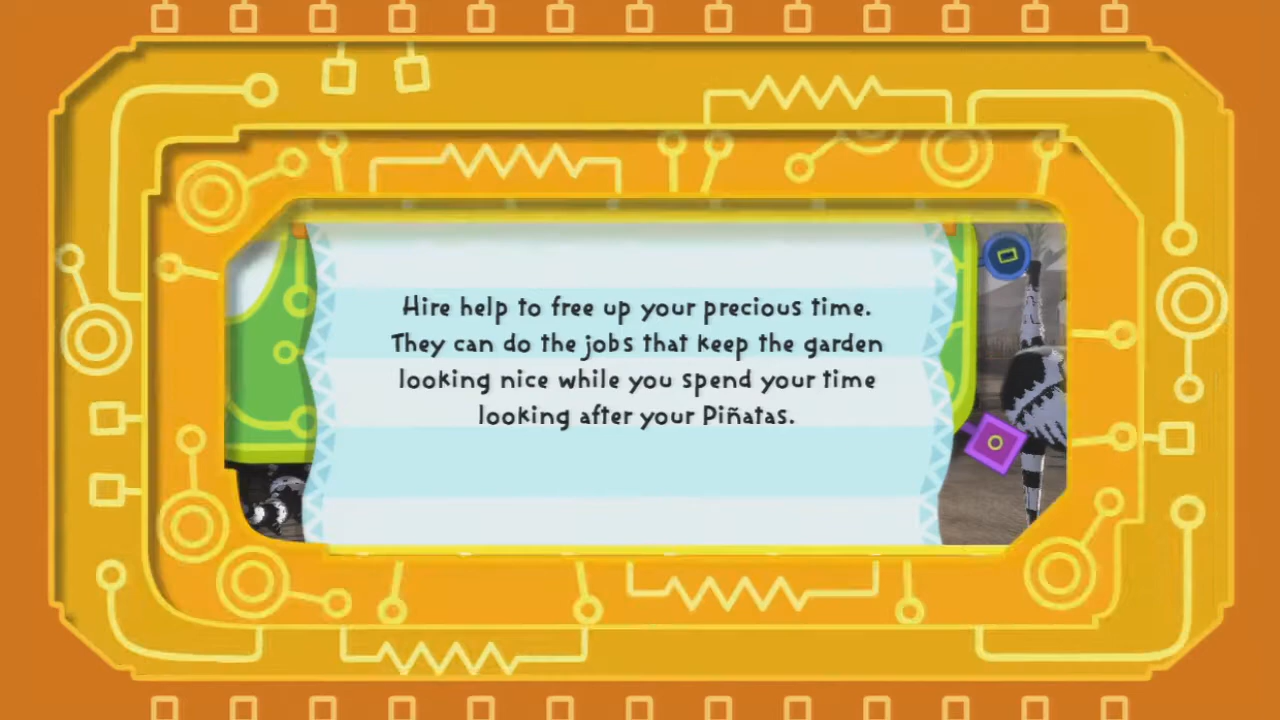 Hire help to free up your precious time.
They can do the jobs that keep the garden
looking nice while you spend your time
looking after your Piñatas.